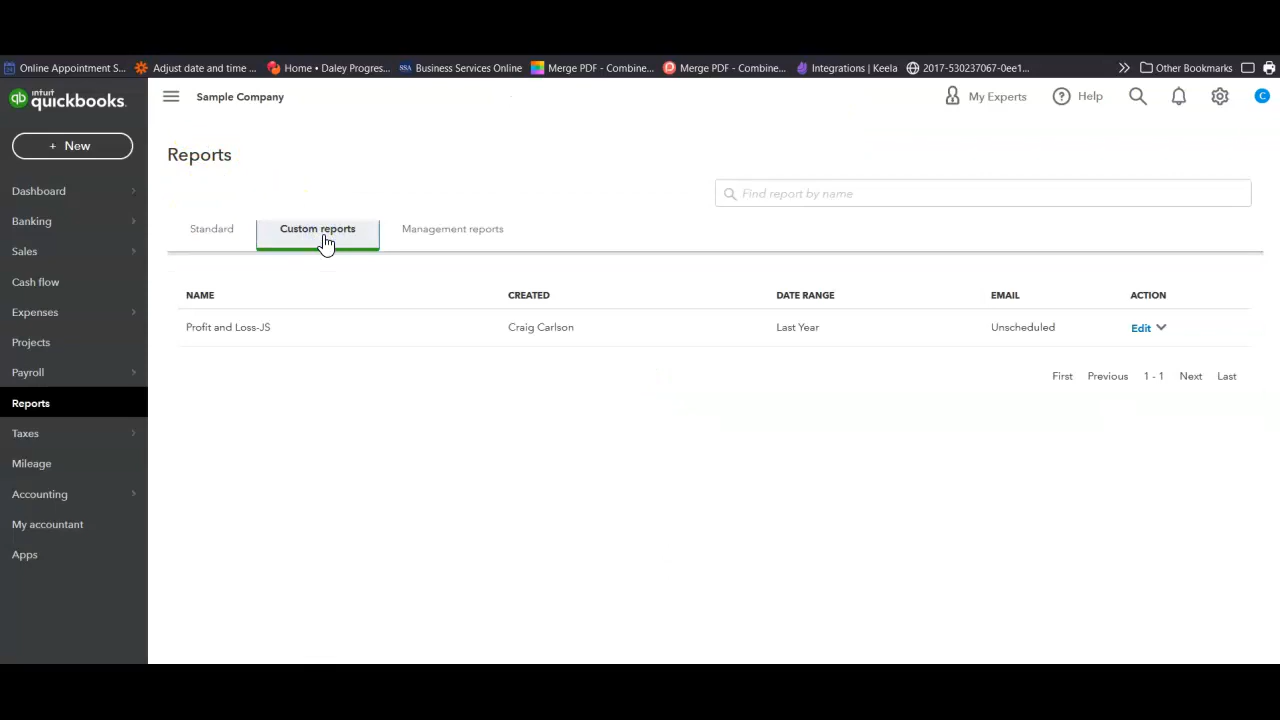 Online Appointment S... Adjust date and time ... Home • Daley Progres... SSA Business Services Online Merge PDF - Combine... Merge PDF - Combine... Integrations | Keela 2017-530237067-0ee1... Other Bookmarks
qb intuit quickbooks. Sample Company My Experts Help C
+ New
Reports
Find report by name
Standard Custom reports Management reports
NAME CREATED DATE RANGE EMAIL ACTION
Profit and Loss-JS Craig Carlson Last Year Unscheduled Edit
First Previous 1 - 1 Next Last
Dashboard
Banking
Sales
Cash flow
Expenses
Projects
Payroll
Reports
Taxes
Mileage
Accounting
My accountant
Apps